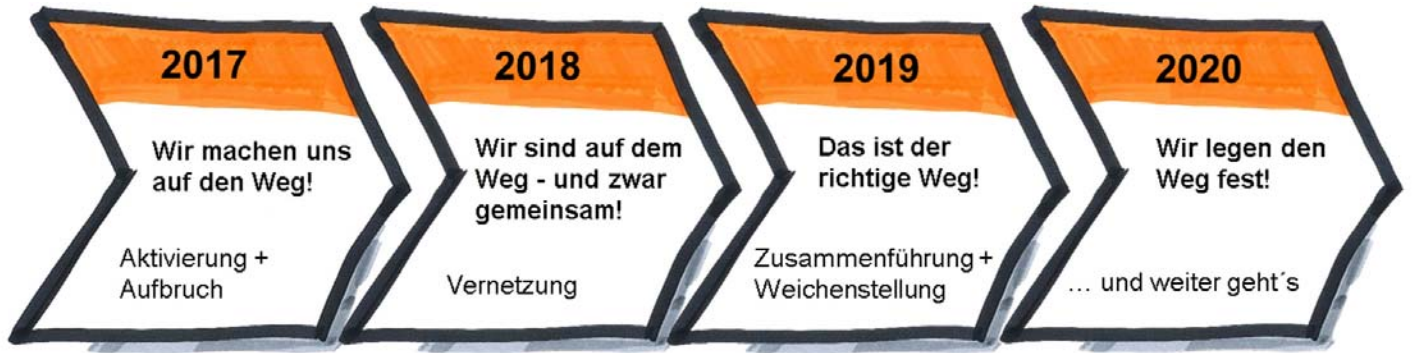 2017
Wir machen uns
auf den Weg!
Aktivierung +
Aufbruch
2018
Wir sind auf dem
Weg - und zwar
gemeinsam!
Vernetzung
2019
Das ist der
richtige Weg!
Zusammenführung +
Weichenstellung
2020
Wir legen den
Weg fest!
... und weiter geht´s